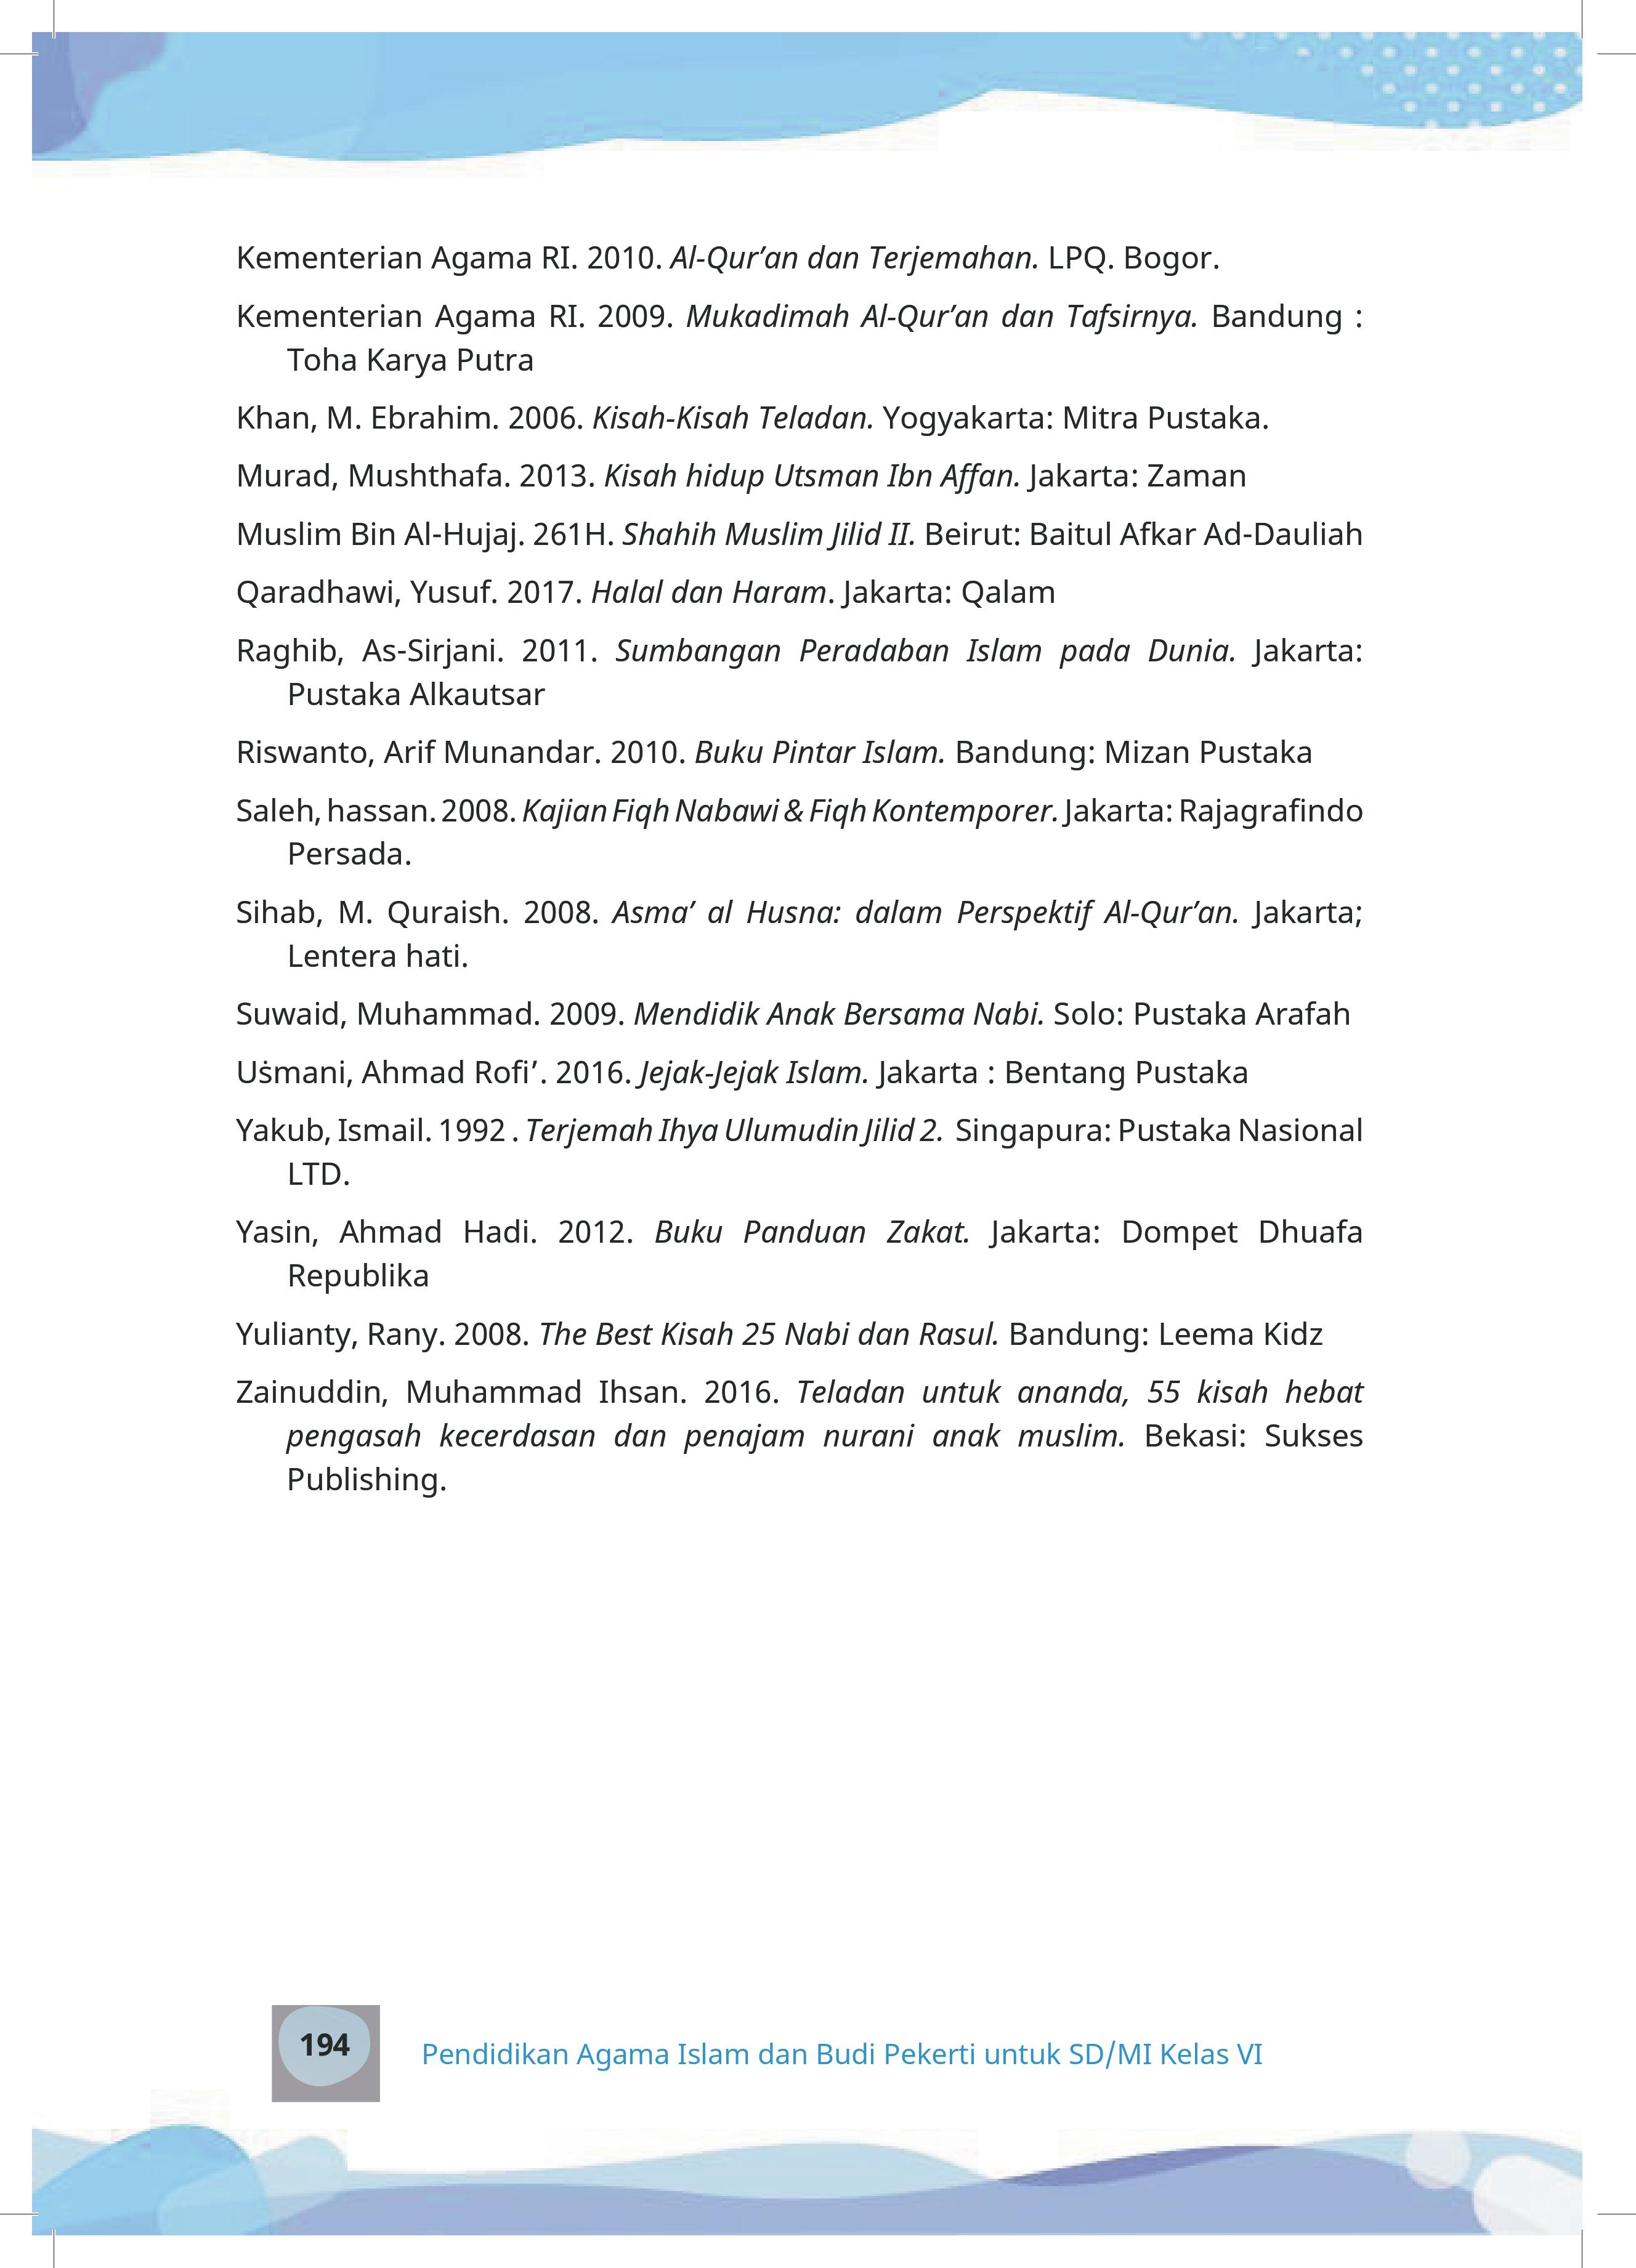 Kementerian Agama RI. 2010. Al-Qur’an dan Terjemahan. LPQ. Bogor.
Kementerian Agama RI. 2009. Mukadimah Al-Qur’an dan Tafsirnya. Bandung :
Toha Karya Putra
Khan, M. Ebrahim. 2006. Kisah-Kisah Teladan. Yogyakarta: Mitra Pustaka.
Murad, Mushthafa. 2013. Kisah hidup Utsman Ibn Affan. Jakarta: Zaman
Muslim Bin Al-Hujaj. 261H. Shahih Muslim Jilid II. Beirut: Baitul Afkar Ad-Dauliah
Qaradhawi, Yusuf. 2017. Halal dan Haram. Jakarta: Qalam
Raghib, As-Sirjani. 2011. Sumbangan Peradaban Islam pada Dunia. Jakarta:
Pustaka Alkautsar
Riswanto, Arif Munandar. 2010. Buku Pintar Islam. Bandung: Mizan Pustaka
Saleh, hassan. 2008. Kajian Fiqh Nabawi & Fiqh Kontemporer. Jakarta: Rajagrafindo
Persada.
Sihab, M. Quraish. 2008. Asma’ al Husna: dalam Perspektif Al-Qur’an. Jakarta;
Lentera hati.
Suwaid, Muhammad. 2009. Mendidik Anak Bersama Nabi. Solo: Pustaka Arafah
Uṡmani, Ahmad Rofi’. 2016. Jejak-Jejak Islam. Jakarta : Bentang Pustaka
Yakub, Ismail. 1992 . Terjemah Ihya Ulumudin Jilid 2. Singapura: Pustaka Nasional
LTD.
Yasin, Ahmad Hadi. 2012. Buku Panduan Zakat. Jakarta: Dompet Dhuafa
Republika
Yulianty, Rany. 2008. The Best Kisah 25 Nabi dan Rasul. Bandung: Leema Kidz
Zainuddin, Muhammad Ihsan. 2016. Teladan untuk ananda, 55 kisah hebat
pengasah kecerdasan dan penajam nurani anak muslim. Bekasi: Sukses
Publishing.
194
Pendidikan Agama Islam dan Budi Pekerti untuk SD/MI Kelas VI